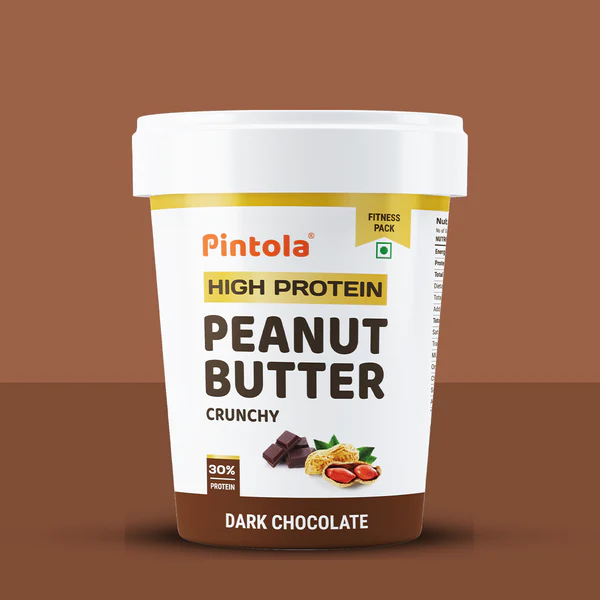 Pintola®
FITNESS
PACK
HIGH PROTEIN
PEANUT
BUTTER
CRUNCHY
30%
PROTEIN
DARK CHOCOLATE